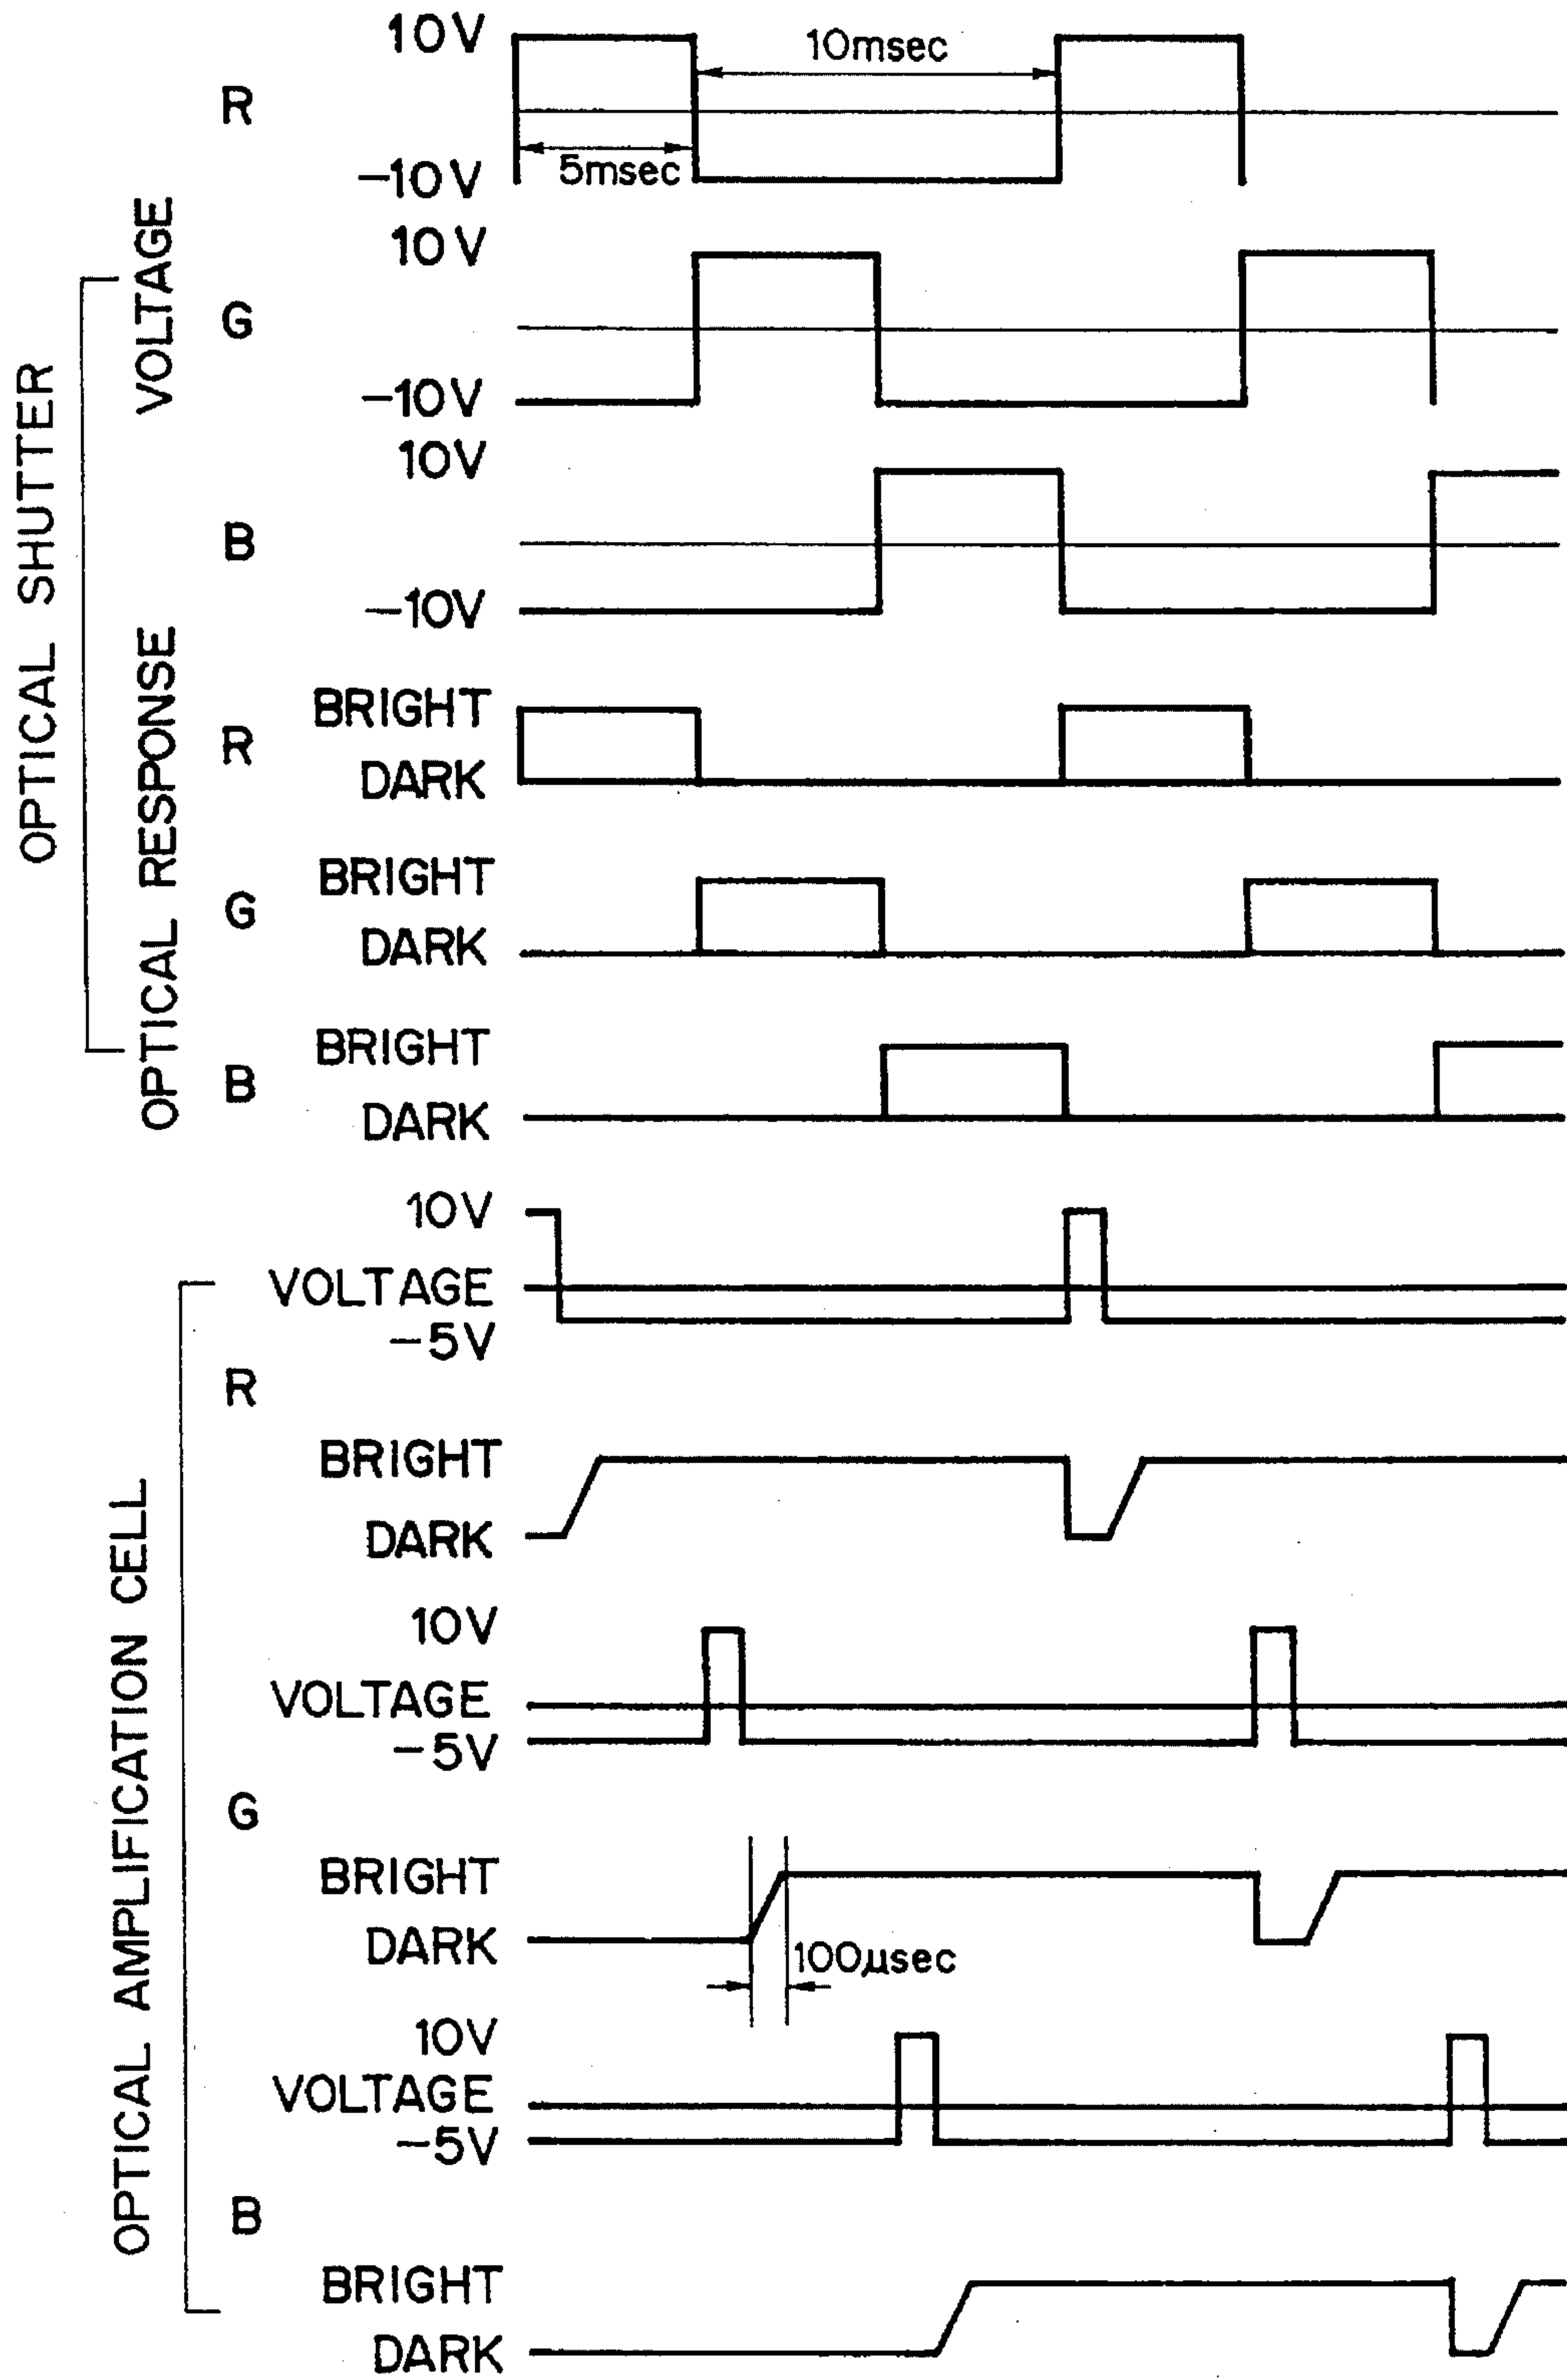 OPTICAL SHUTTER
VOLTAGE
R
10V
-10V
10msec
5msec
G
10V
-10V
B
10V
-10V
OPTICAL RESPONSE
R
BRIGHT
DARK
G
BRIGHT
DARK
B
BRIGHT
DARK
OPTICAL AMPLIFICATION CELL
R
10V
VOLTAGE
-5V
BRIGHT
DARK
G
10V
VOLTAGE
-5V
BRIGHT
DARK
100μsec
B
10V
VOLTAGE
-5V
BRIGHT
DARK